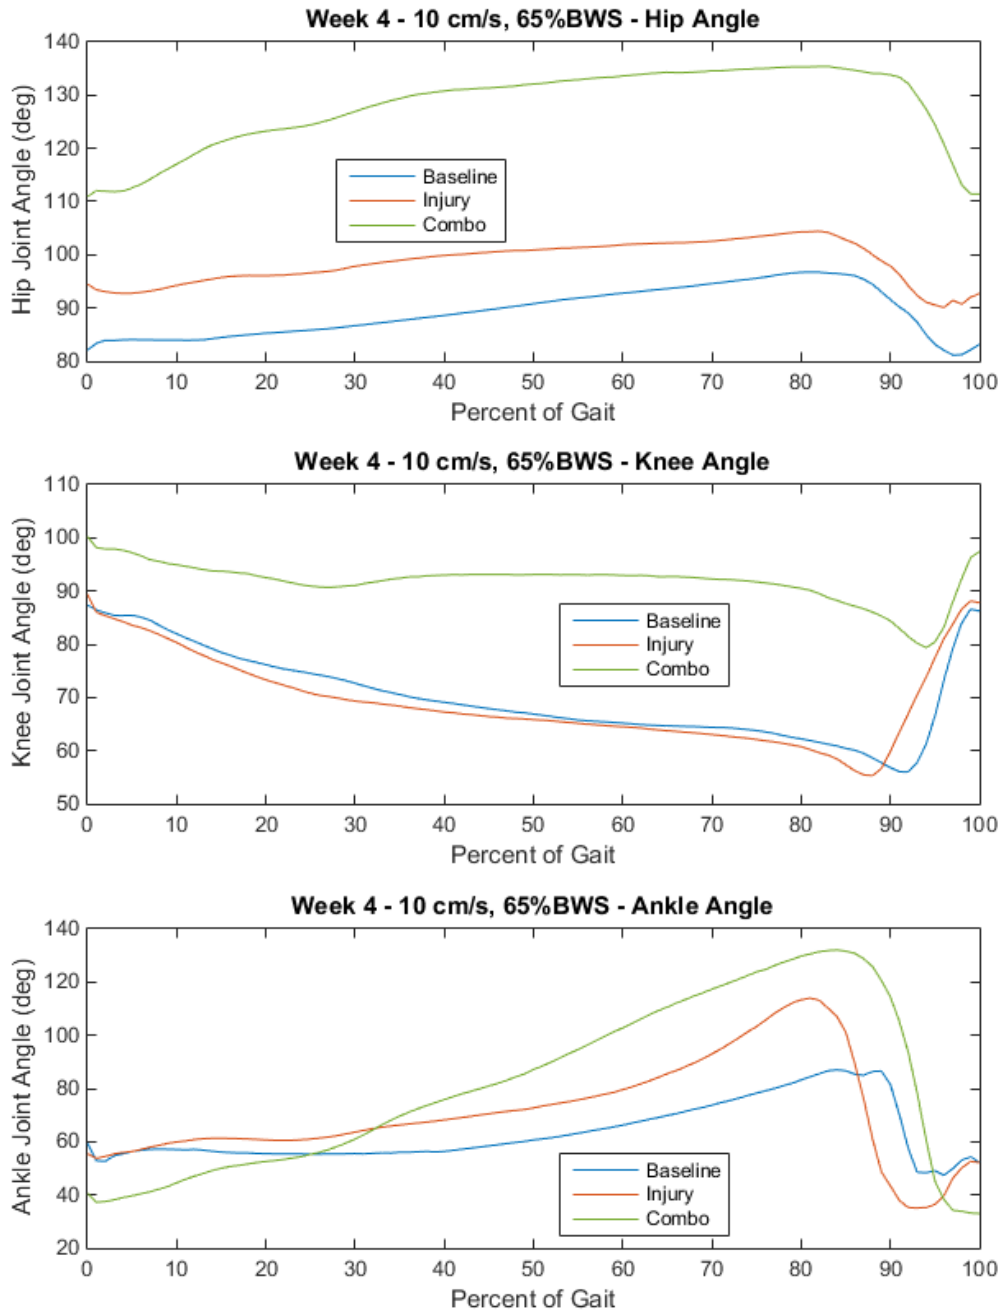 Week 4 - 10 cm/s, 65%BWS - Hip Angle
Hip Joint Angle (deg)
140
130
120
110
100
90
80
Baseline
Injury
Combo
0 10 20 30 40 50 60 70 80 90 100
Percent of Gait
Week 4 - 10 cm/s, 65%BWS - Knee Angle
Knee Joint Angle (deg)
110
100
90
80
70
60
50
Baseline
Injury
Combo
0 10 20 30 40 50 60 70 80 90 100
Percent of Gait
Week 4 - 10 cm/s, 65%BWS - Ankle Angle
Ankle Joint Angle (deg)
140
120
100
80
60
40
20
Baseline
Injury
Combo
0 10 20 30 40 50 60 70 80 90 100
Percent of Gait